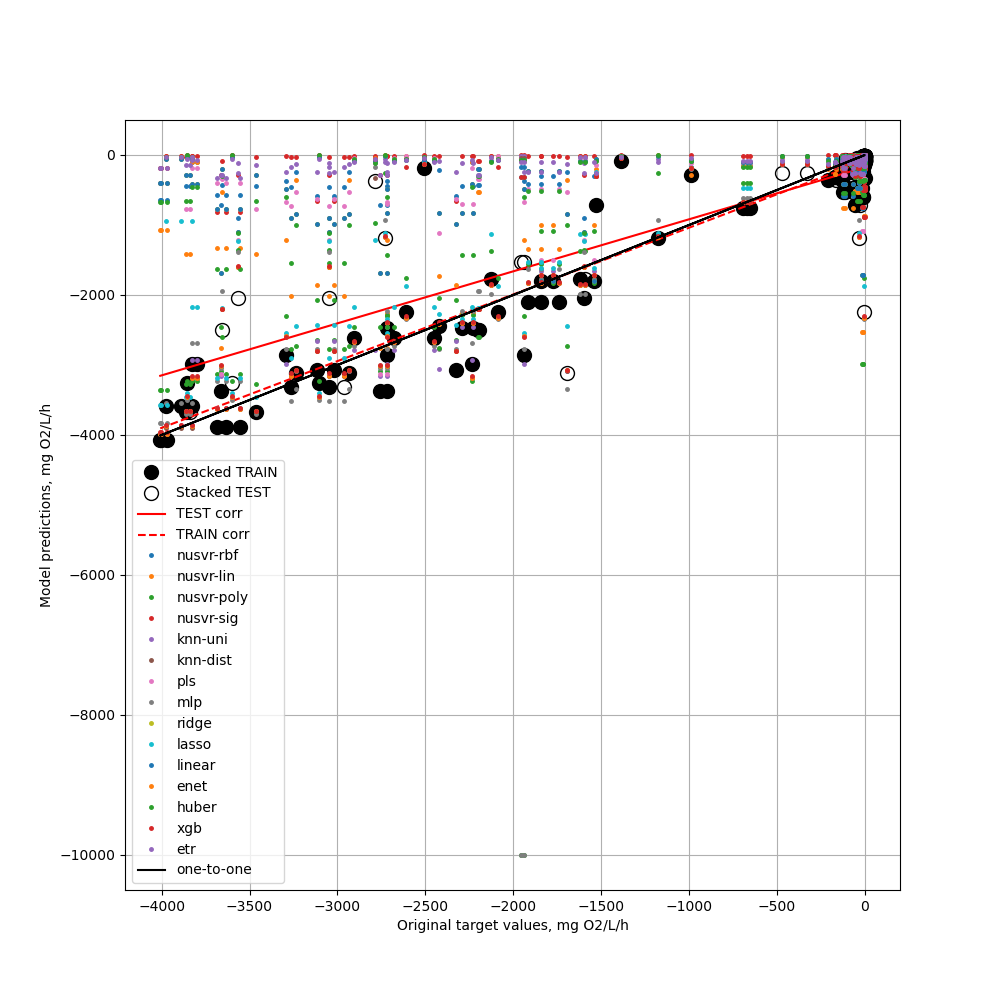 0
−2000
−4000
−6000
−8000
−10000
Model predictions, mg O2/L/h
Stacked TRAIN
Stacked TEST
TEST corr
TRAIN corr
nusvr-rbf
nusvr-lin
nusvr-poly
nusvr-sig
knn-uni
knn-dist
pls
mlp
ridge
lasso
linear
enet
huber
xgb
etr
one-to-one
−4000 −3500 −3000 −2500 −2000 −1500 −1000 −500 0
Original target values, mg O2/L/h